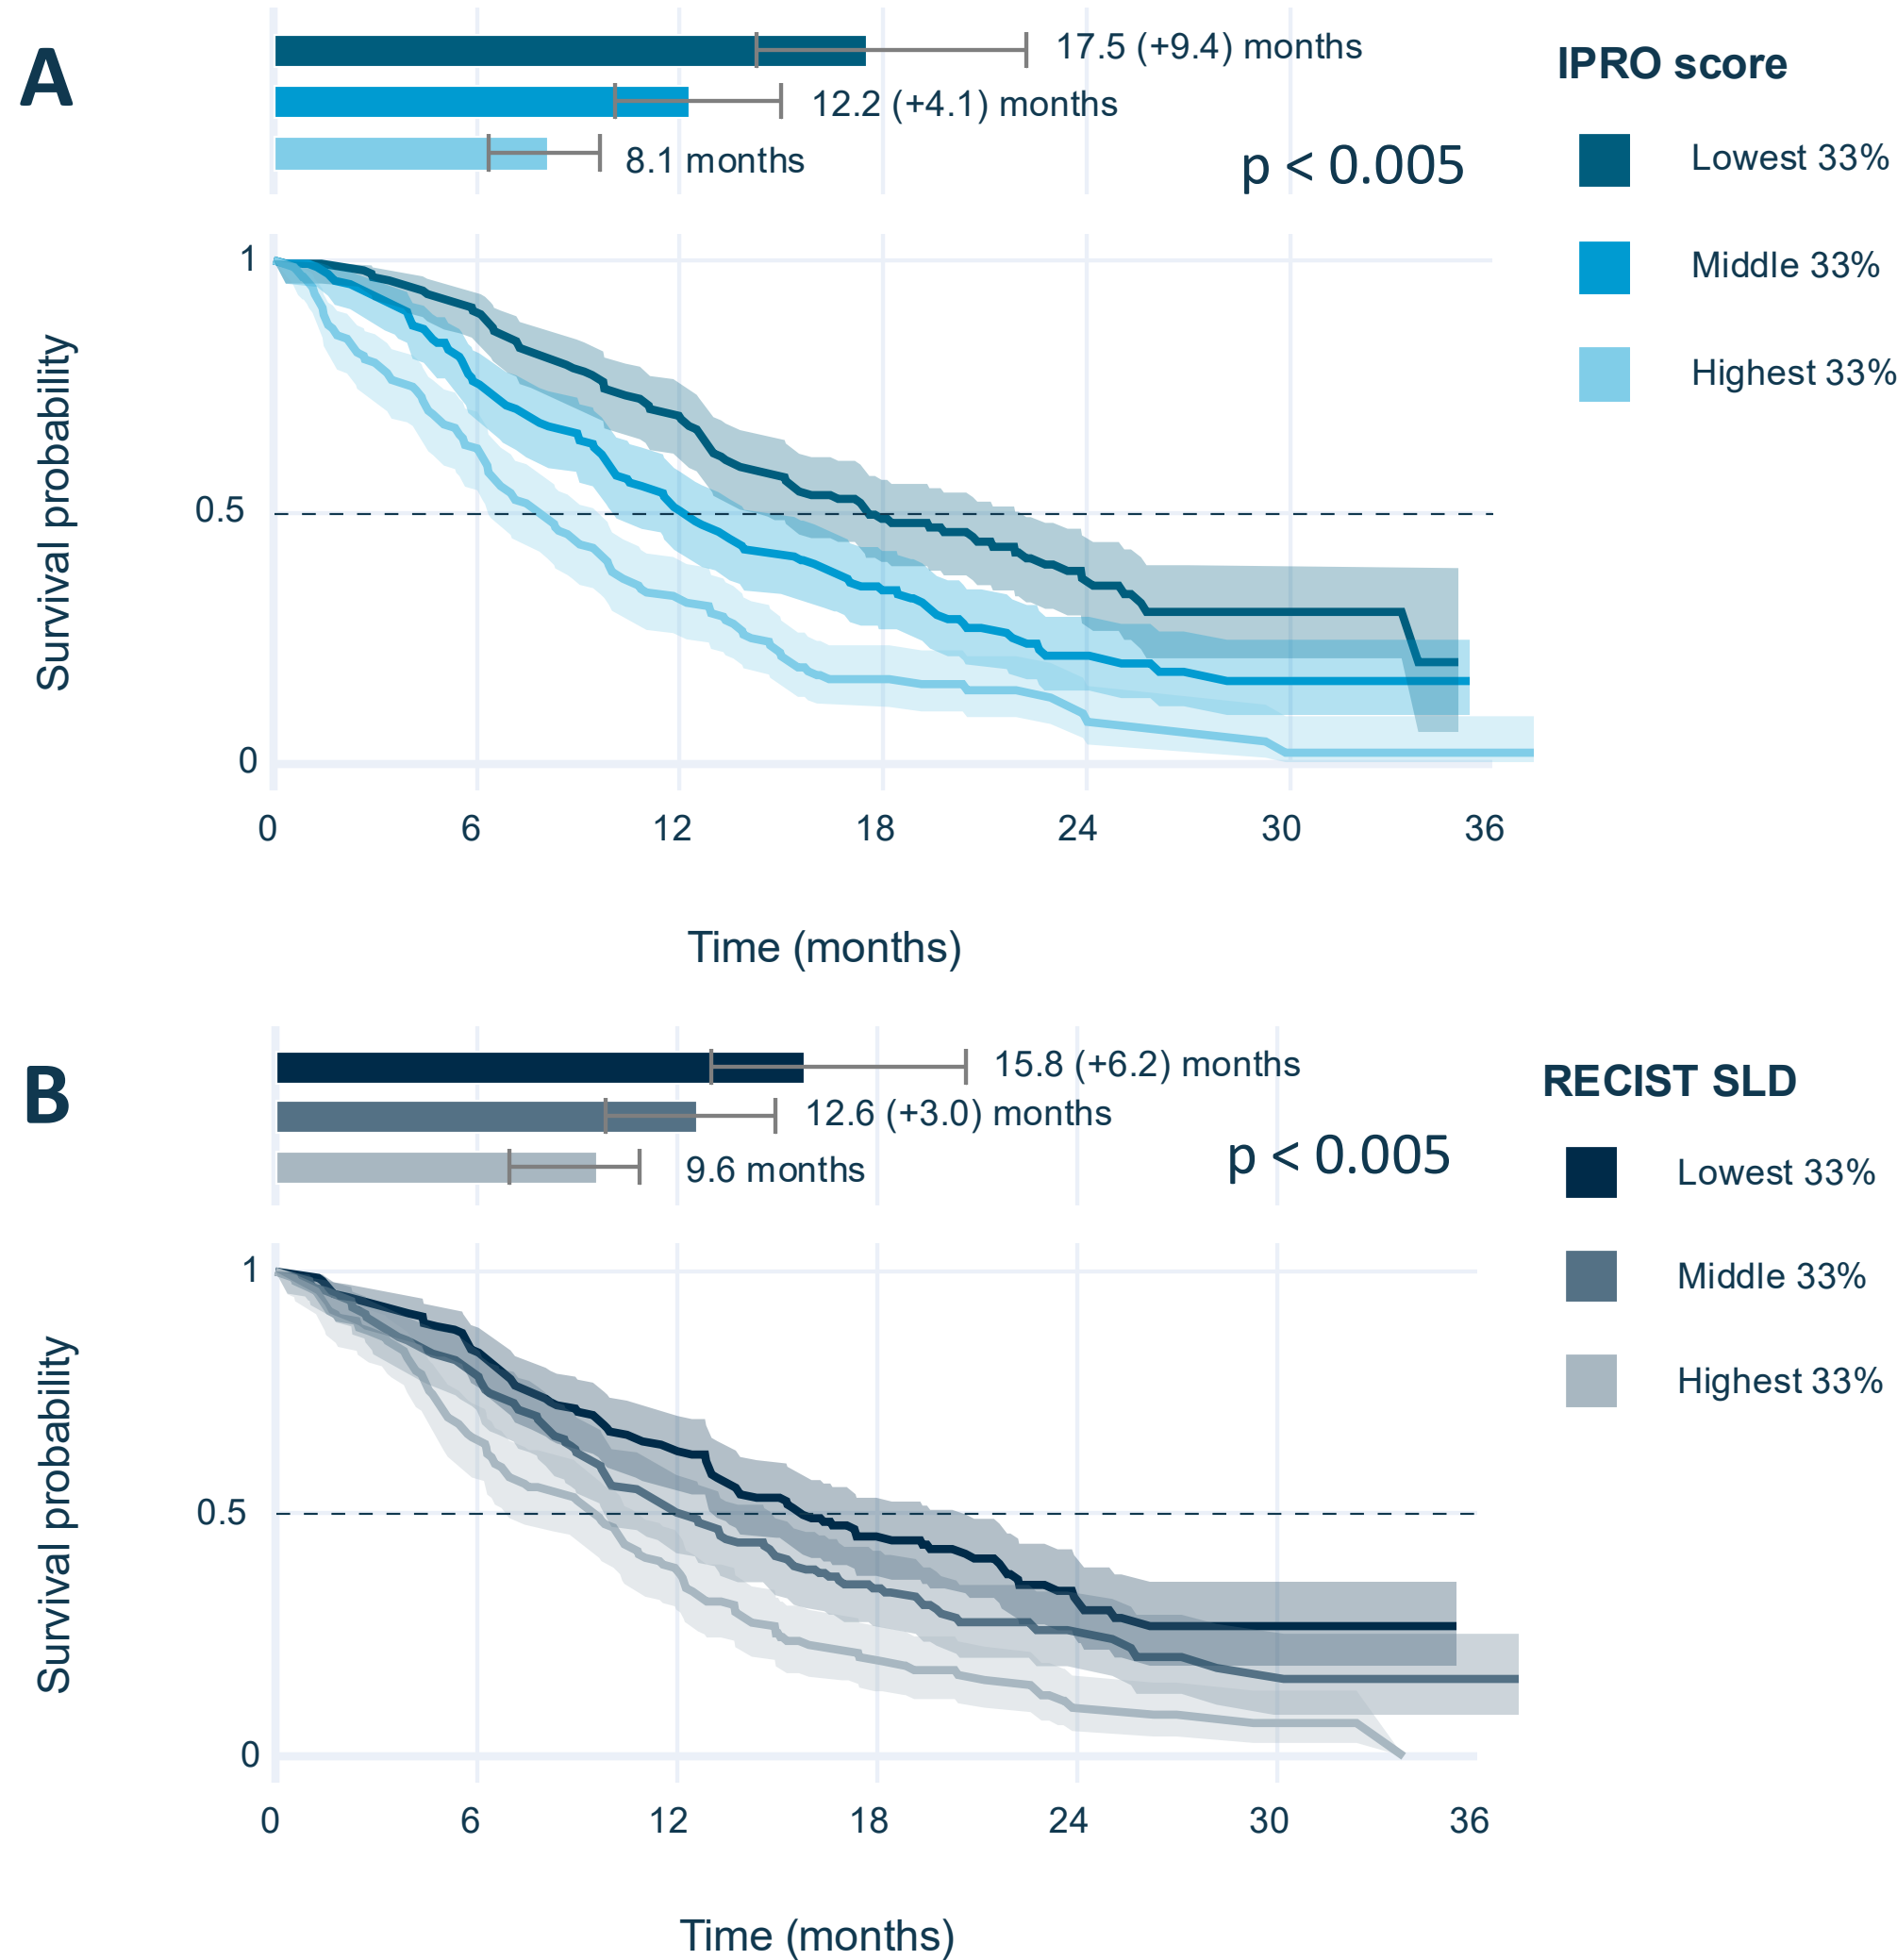 A
17.5 (+9.4) months
12.2 (+4.1) months
8.1 months
p < 0.005
IPRO score
Lowest 33%
Middle 33%
Highest 33%
Survival probability
1
0.5
0
0 6 12 18 24 30 36
Time (months)
B
15.8 (+6.2) months
12.6 (+3.0) months
9.6 months
p < 0.005
RECIST SLD
Lowest 33%
Middle 33%
Highest 33%
Survival probability
1
0.5
0
0 6 12 18 24 30 36
Time (months)